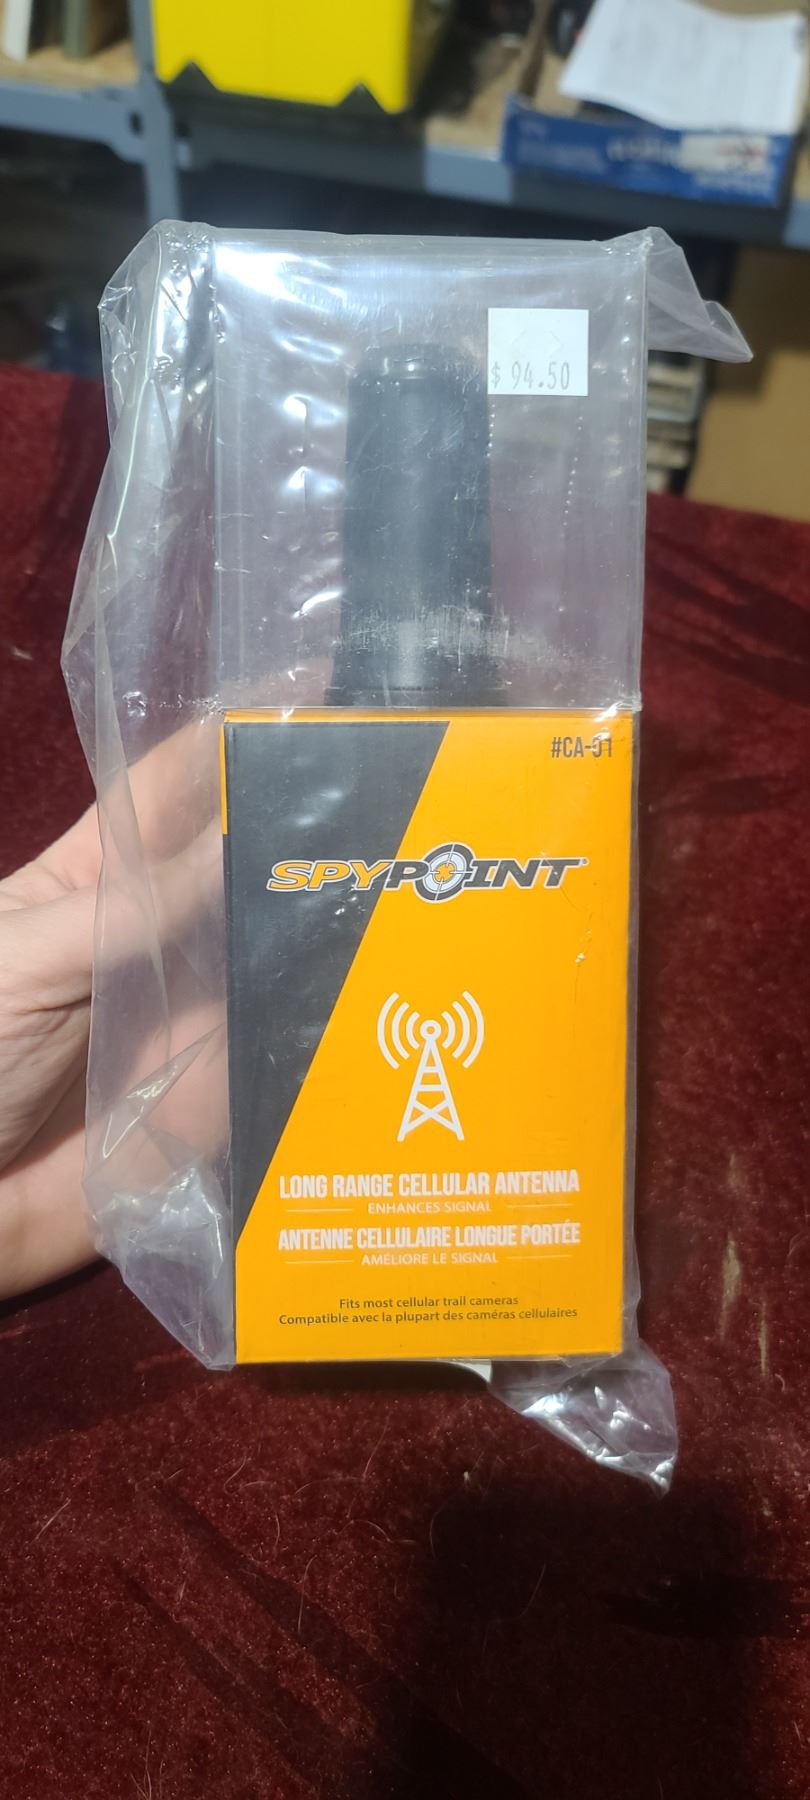 $ 94.50
#CA-01
SPYPOINT
LONG RANGE CELLULAR ANTENNA
ENHANCES SIGNAL
ANTENNE CELLULAIRE LONGUE PORTÉE
AMÉLIORE LE SIGNAL
Fits most cellular trail cameras
Compatible avec la plupart des caméras cellulaires